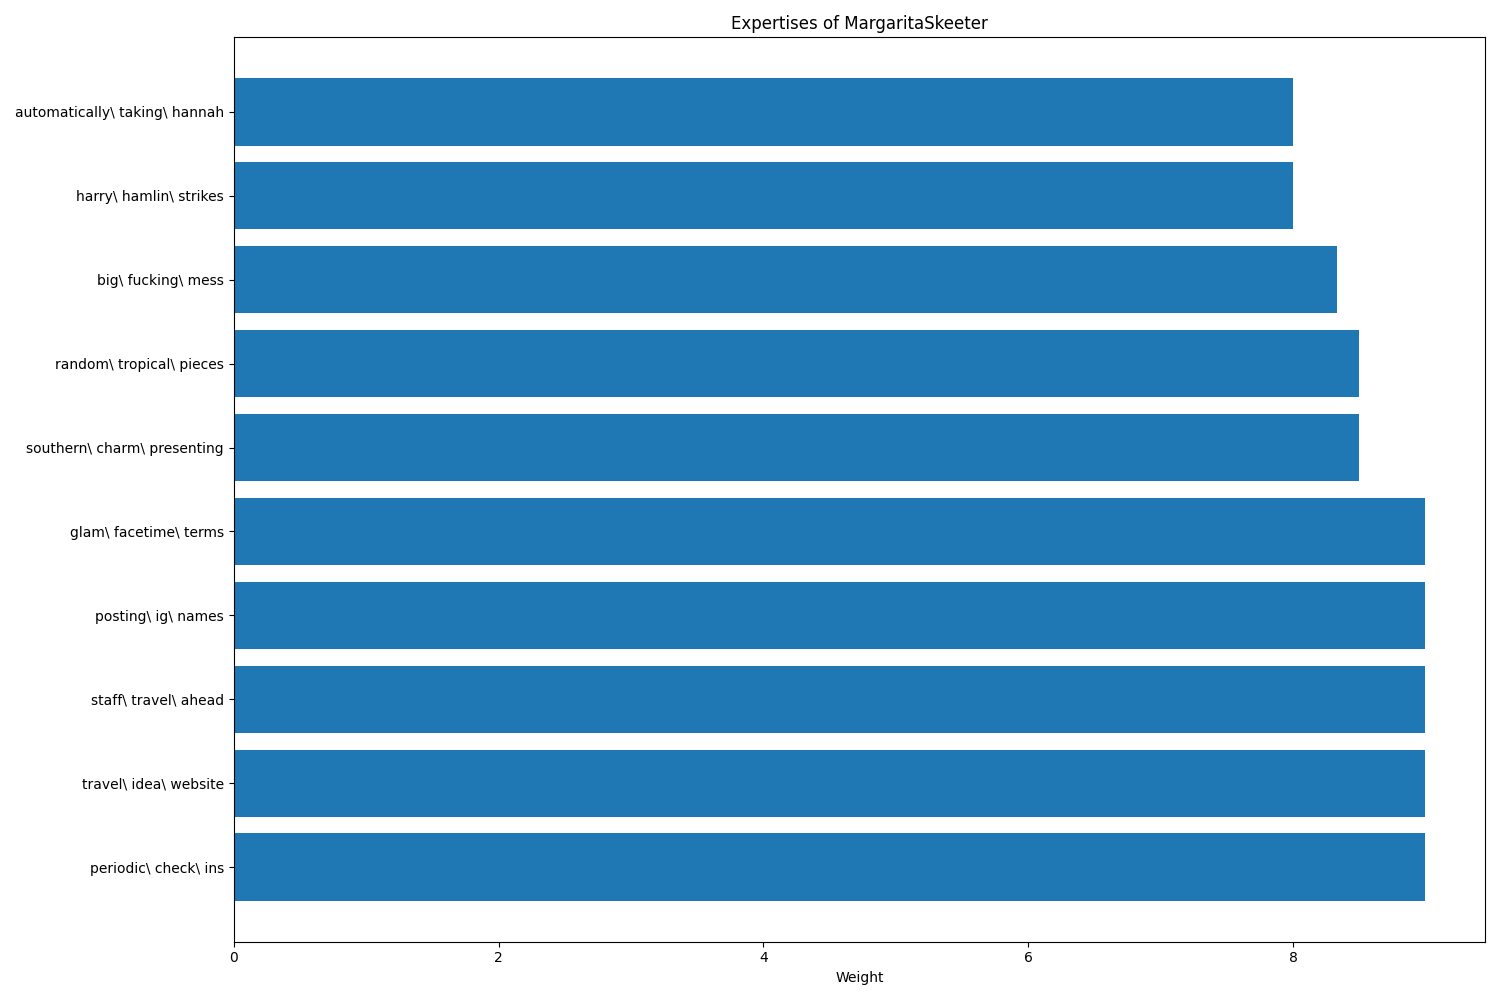 Expertises of MargaritaSkeeter
automatically\ taking\ hannah
harry\ hamlin\ strikes
big\ fucking\ mess
random\ tropical\ pieces
southern\ charm\ presenting
glam\ facetime\ terms
posting\ ig\ names
staff\ travel\ ahead
travel\ idea\ website
periodic\ check\ ins
0 2 4 6 8
Weight